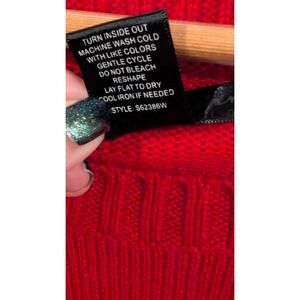 TURN INSIDE OUT
MACHINE WASH COLD
WITH LIKE COLORS
GENTLE CYCLE
DO NOT BLEACH
RESHAPE
LAY FLAT TO DRY
COOL IRON IF NEEDED
STYLE S62386W